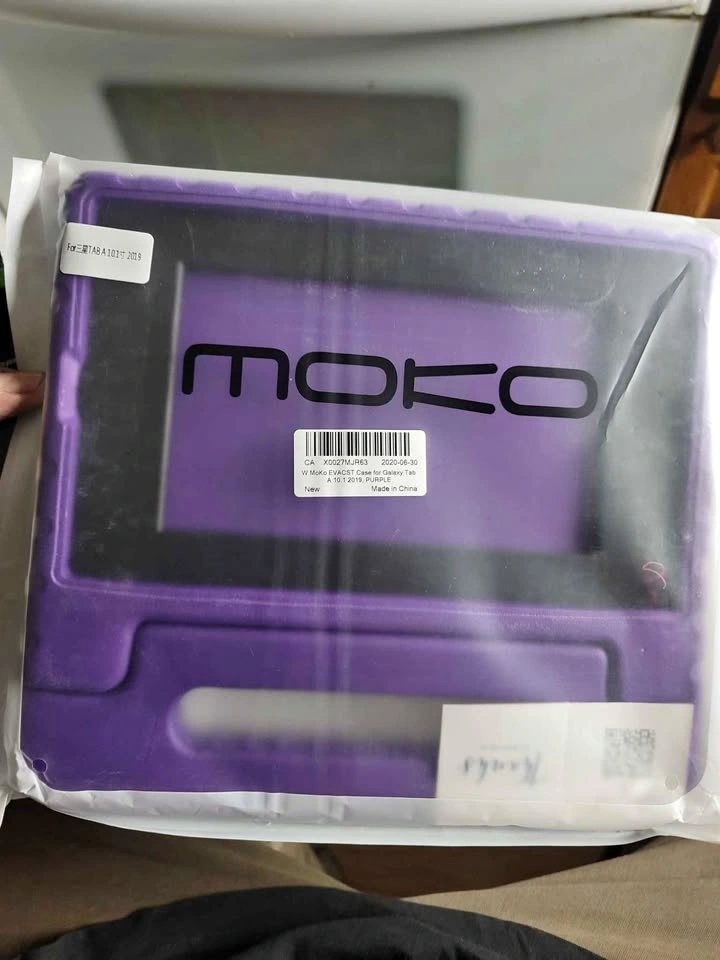 For三星TAB A 10.1寸 2019
moko
CA X0027MJR63 2020-06-30
W MoKo EVACST Case for Galaxy Tab
A 10.1 2019, PURPLE
New Made in China
Thanks